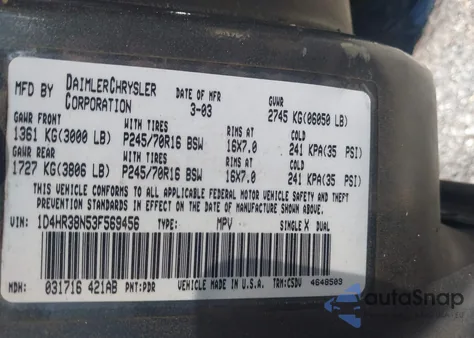 MFD BY DAIMLERCHRYSLER CORPORATION DATE OF MFR 3-03 GVWR 2745 KG(06050 LB)
GAWR FRONT WITH TIRES RIMS AT COLD
1361 KG(3000 LB) P245/70R16 BSW 16X7.0 241 KPA(35 PSI)
GAWR REAR WITH TIRES RIMS AT COLD
1727 KG(3806 LB) P245/70R16 BSW 16X7.0 241 KPA(35 PSI)
THIS VEHICLE CONFORMS TO ALL APPLICABLE FEDERAL MOTOR VEHICLE SAFETY AND THEFT
PREVENTION STANDARDS IN EFFECT ON THE DATE OF MANUFACTURE SHOWN ABOVE.
VIN: 1D4HR38N53F569456 TYPE: MPV SINGLE X DUAL
MDH: 031716 421AB PNT:PDR VEHICLE MADE IN U.S.A. TRM:C5DV 4648509
autoSnap